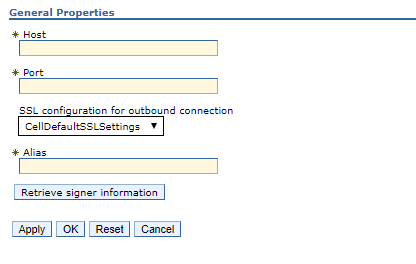 General Properties
* Host
* Port
SSL configuration for outbound connection
CellDefaultSSLSettings
* Alias
Retrieve signer information
Apply OK Reset Cancel